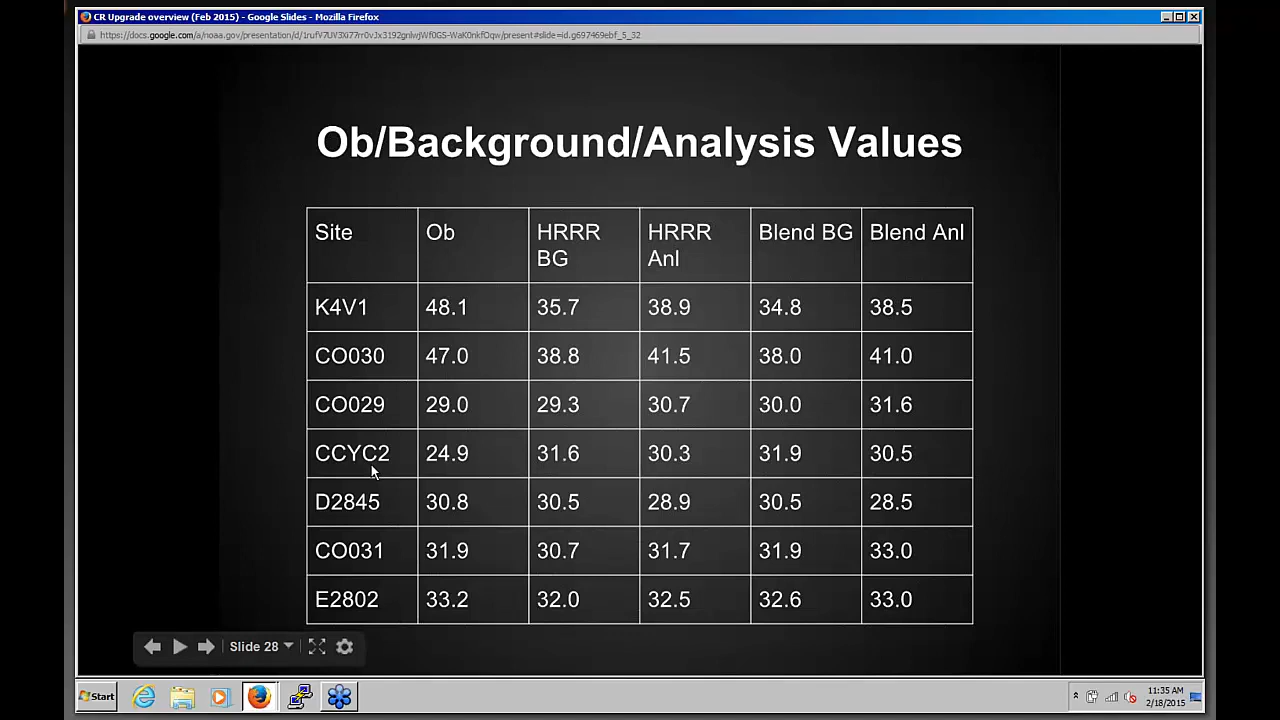 CR Upgrade overview (Feb 2015) - Google Slides - Mozilla Firefox
Ob/Background/Analysis Values
Site Ob HRRR BG HRRR Anl Blend BG Blend Anl
K4V1 48.1 35.7 38.9 34.8 38.5
CO030 47.0 38.8 41.5 38.0 41.0
CO029 29.0 29.3 30.7 30.0 31.6
CCYC2 24.9 31.6 30.3 31.9 30.5
D2845 30.8 30.5 28.9 30.5 28.5
CO031 31.9 30.7 31.7 31.9 33.0
E2802 33.2 32.0 32.5 32.6 33.0
Slide 28
Start
11:35 AM
2/18/2015